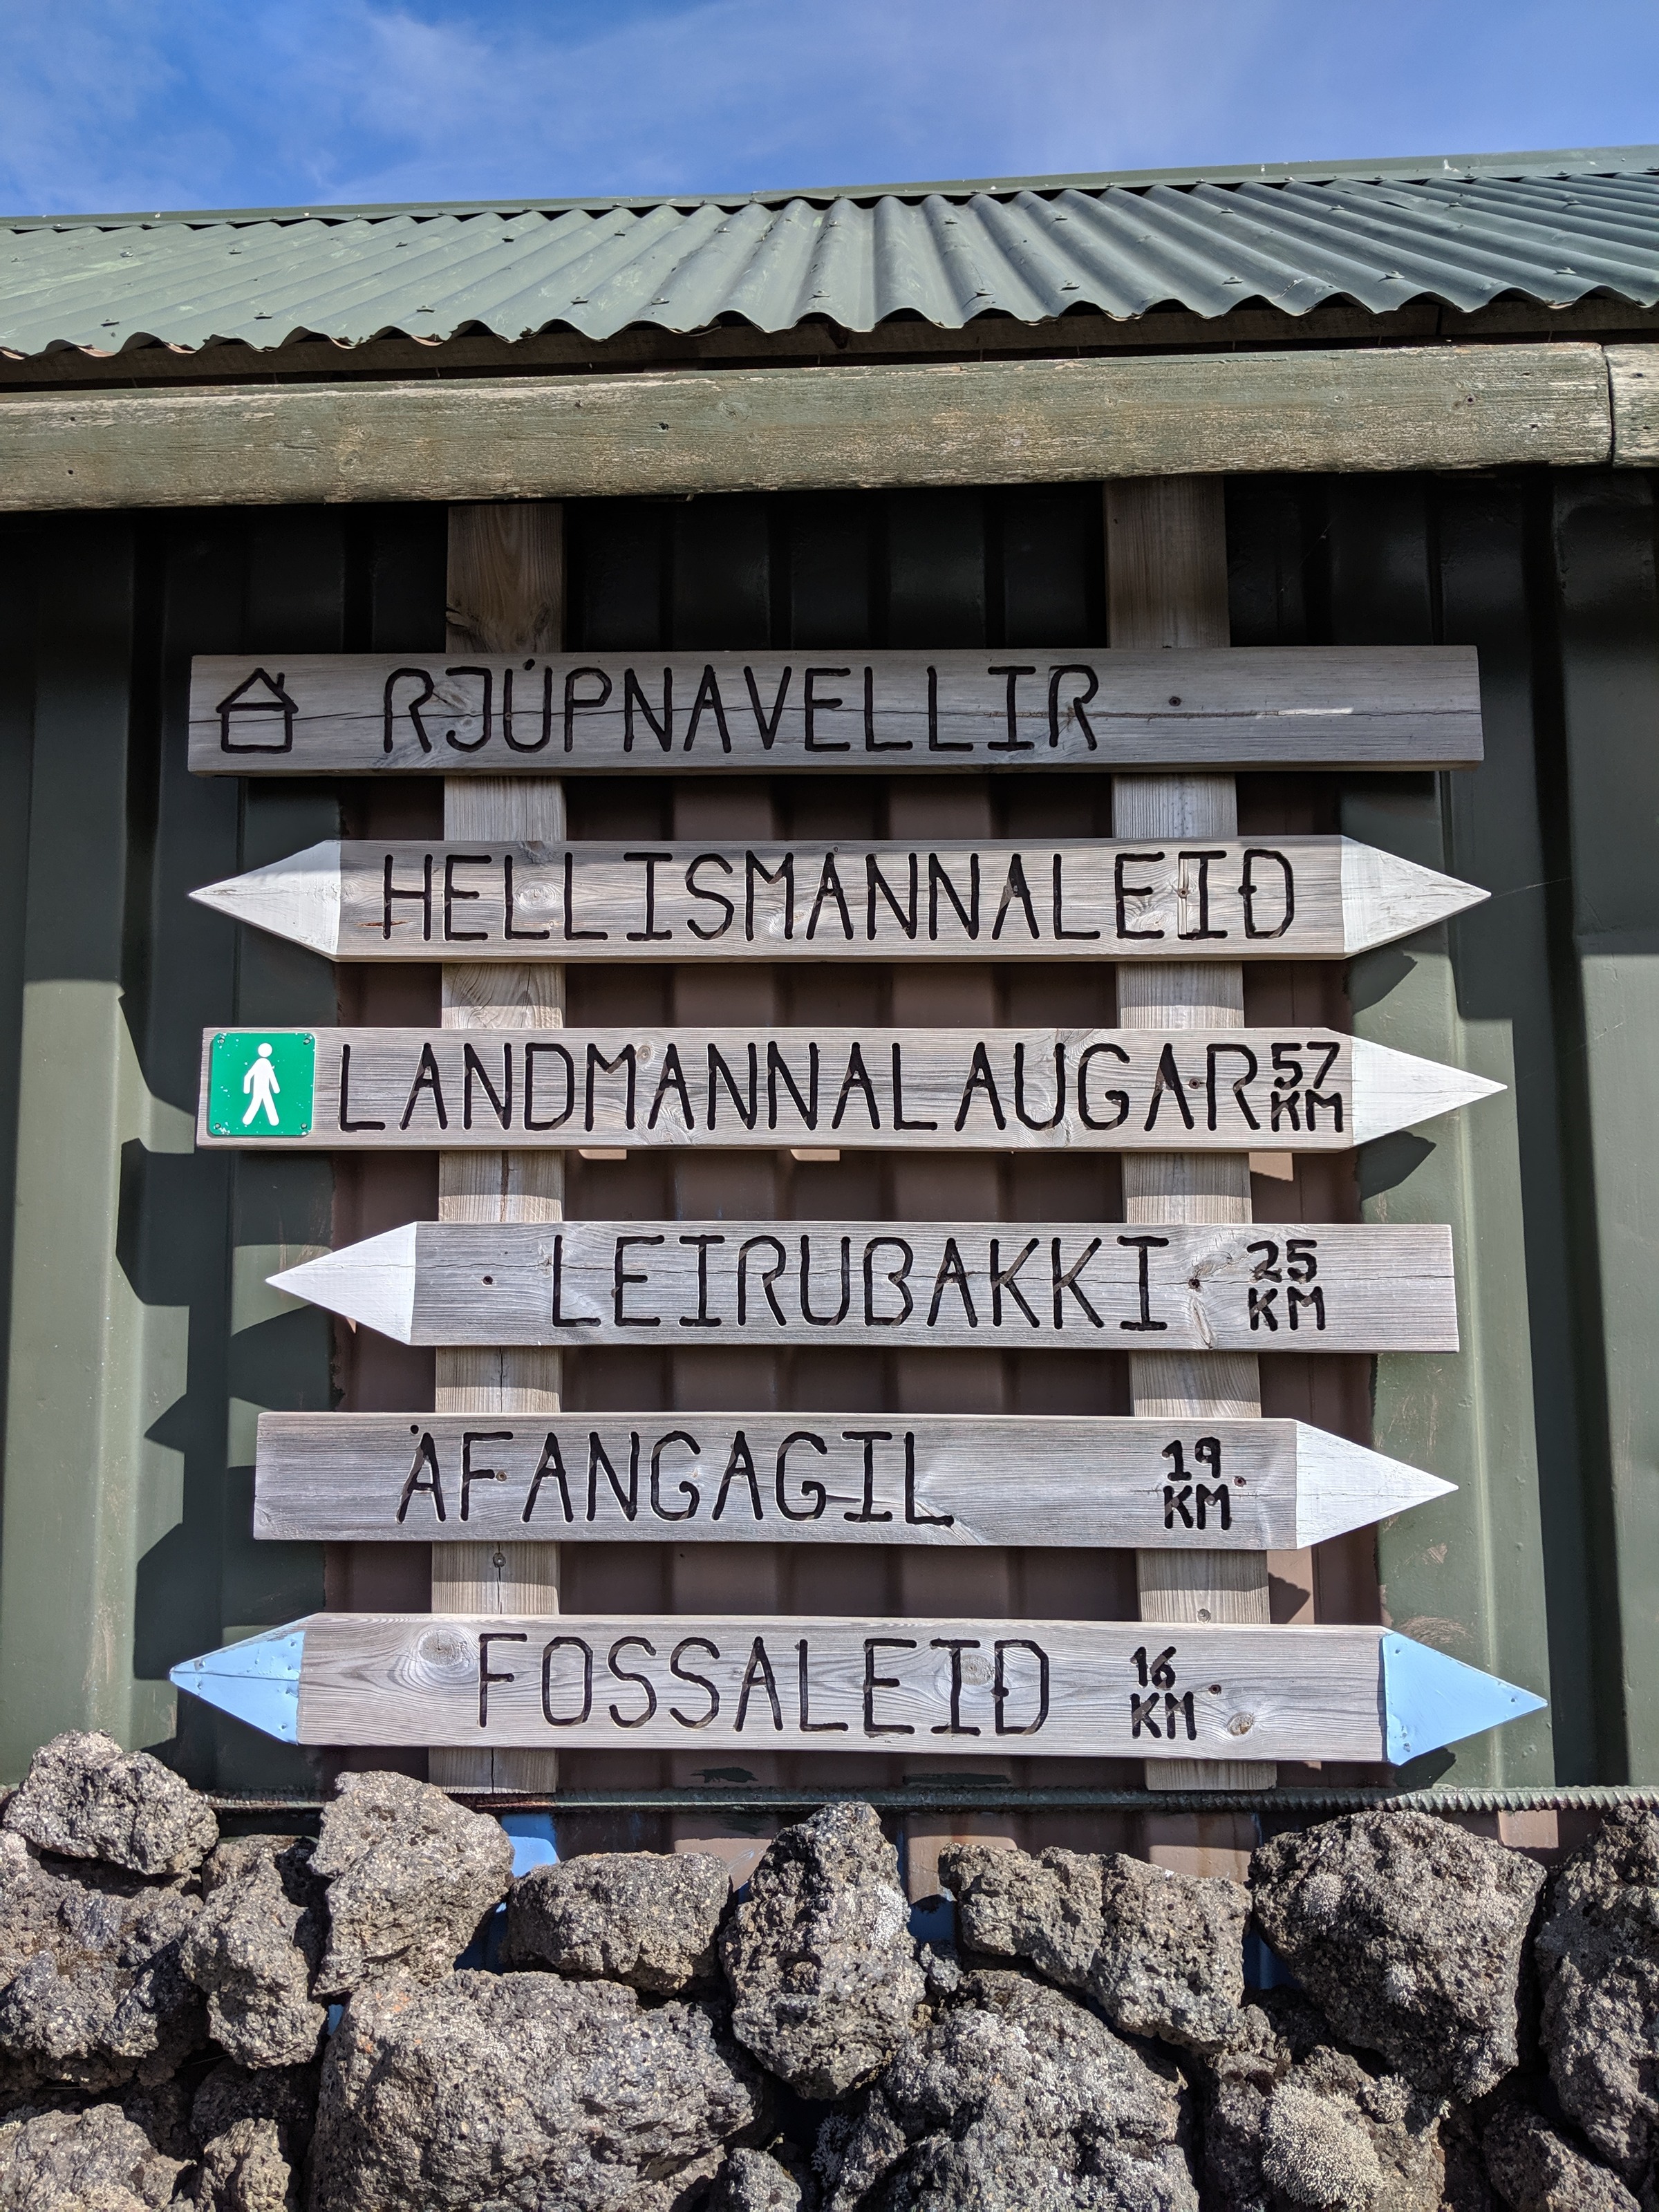 RJÚPNAVELLIR
HELLISMANNALEIÐ
LANDMANNALAUGAR 57 KM
LEIRUBAKKI 25 KM
ÁFANGAGIL 19 KM
FOSSALEIÐ 16 KM